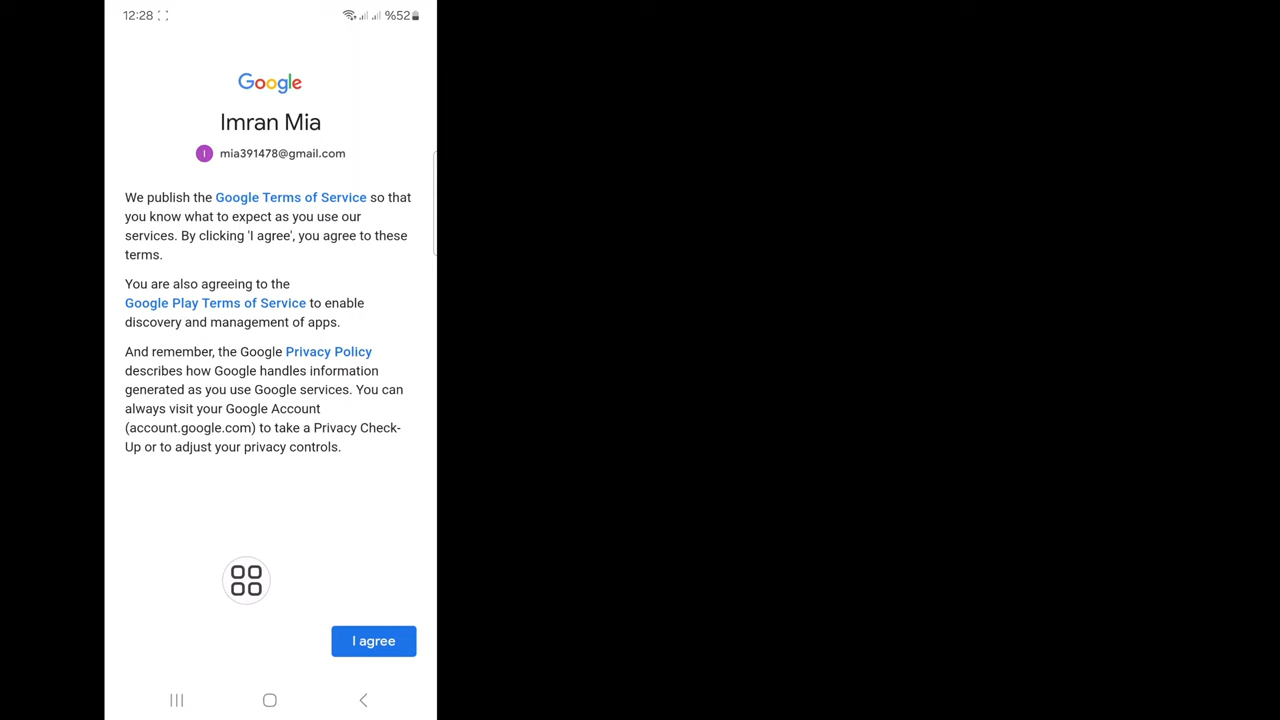 12:28 %52
Google
Imran Mia
I mia391478@gmail.com
We publish the Google Terms of Service so that
you know what to expect as you use our
services. By clicking 'I agree', you agree to these
terms.
You are also agreeing to the
Google Play Terms of Service to enable
discovery and management of apps.
And remember, the Google Privacy Policy
describes how Google handles information
generated as you use Google services. You can
always visit your Google Account
(account.google.com) to take a Privacy Check-
Up or to adjust your privacy controls.
I agree